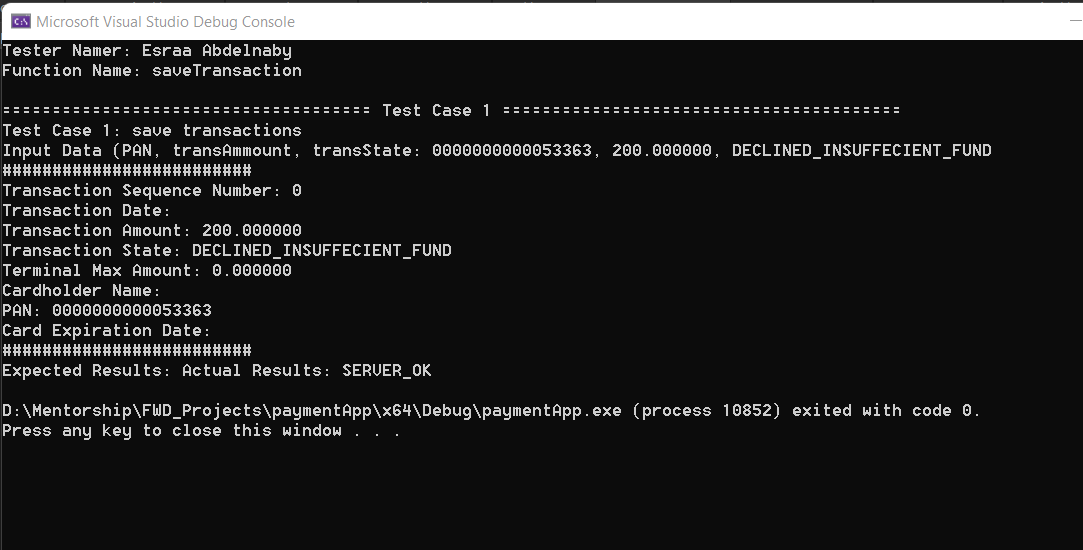 Microsoft Visual Studio Debug Console
Tester Namer: Esraa Abdelnaby
Function Name: saveTransaction
===================================== Test Case 1 ========================================
Test Case 1: save transactions
Input Data (PAN, transAmmount, transState: 0000000000053363, 200.000000, DECLINED_INSUFFECIENT_FUND
#########################
Transaction Sequence Number: 0
Transaction Date:
Transaction Amount: 200.000000
Transaction State: DECLINED_INSUFFECIENT_FUND
Terminal Max Amount: 0.000000
Cardholder Name:
PAN: 0000000000053363
Card Expiration Date:
#########################
Expected Results: Actual Results: SERVER_OK
D:\Mentorship\FWD_Projects\paymentApp\x64\Debug\paymentApp.exe (process 10852) exited with code 0.
Press any key to close this window . . .